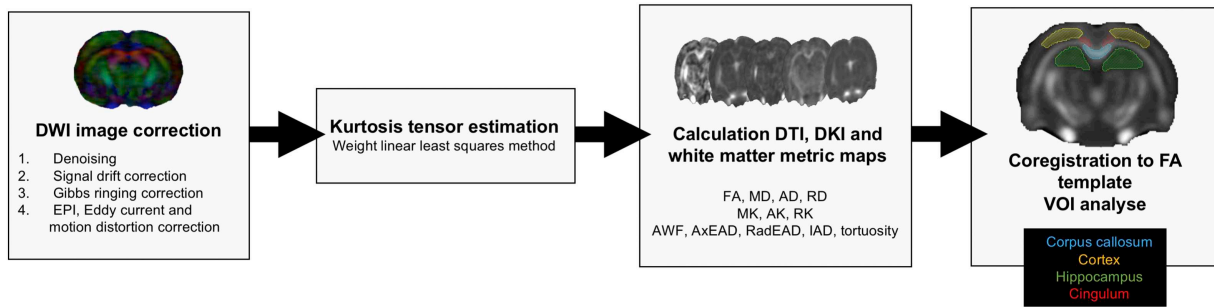 DWI image correction
1. Denoising
2. Signal drift correction
3. Gibbs ringing correction
4. EPI, Eddy current and
motion distortion correction
Kurtosis tensor estimation
Weight linear least squares method
Calculation DTI, DKI and
white matter metric maps
FA, MD, AD, RD
MK, AK, RK
AWF, AxEAD, RadEAD, IAD, tortuosity
Coregistration to FA
template
VOI analyse
Corpus callosum
Cortex
Hippocampus
Cingulum